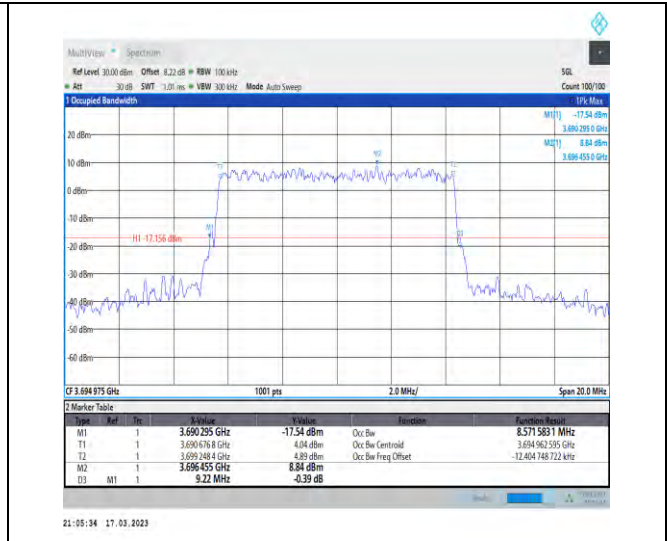 MultiView Spectrum
Ref Level 30.00 dBm Offset 8.22 dB RBW 100 kHz SGL
Att 30 dB SWT 1.01 ms VBW 300 kHz Mode Auto Sweep Count 100/100
1 Occupied Bandwidth 1Pk Max
M1[1] -17.54 dBm
3.690 295 0 GHz
20 dBm M2[1] 8.84 dBm
3.696 455 0 GHz
M2
10 dBm T1 T2
0 dBm
-10 dBm
M1 D3
H1 -17.156 dBm
-20 dBm
-30 dBm
-40 dBm
-50 dBm
-60 dBm
CF 3.694 975 GHz 1001 pts 2.0 MHz/ Span 20.0 MHz
2 Marker Table
Type Ref Trc X-Value Y-Value Function Function Result
M1 1 3.690 295 GHz -17.54 dBm Occ Bw 8.571 583 1 MHz
T1 1 3.690 676 8 GHz 4.04 dBm Occ Bw Centroid 3.694 962 595 GHz
T2 1 3.699 248 4 GHz 4.89 dBm Occ Bw Freq Offset -12.404 748 722 kHz
M2 1 3.696 455 GHz 8.84 dBm
D3 M1 1 9.22 MHz -0.39 dB
21:05:34 17.03.2023